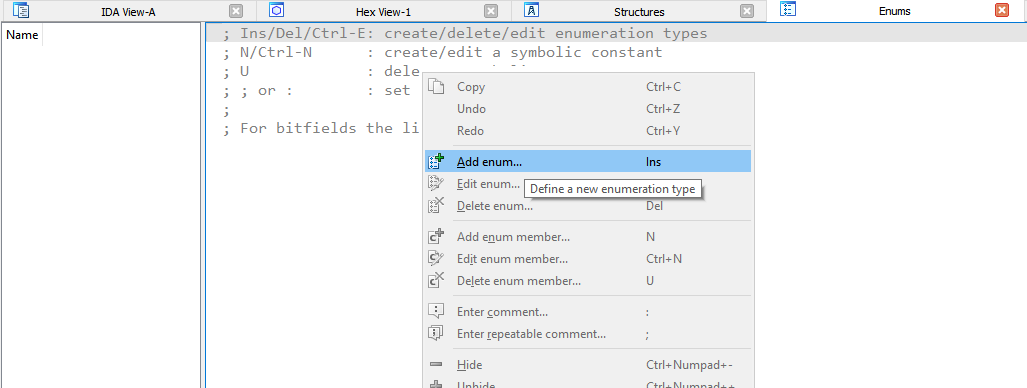 IDA View-A
Hex View-1
Structures
Enums
Name
; Ins/Del/Ctrl-E: create/delete/edit enumeration types
; N/Ctrl-N : create/edit a symbolic constant
; U : dele
; ; or : : set
;
; For bitfields the li
Copy Ctrl+C
Undo Ctrl+Z
Redo Ctrl+Y
Add enum... Ins
Edit enum...
Define a new enumeration type
Delete enum... Del
Add enum member... N
Edit enum member... Ctrl+N
Delete enum member... U
Enter comment... :
Enter repeatable comment... ;
Hide Ctrl+Numpad+-
Unhide Ctrl+Numpad++